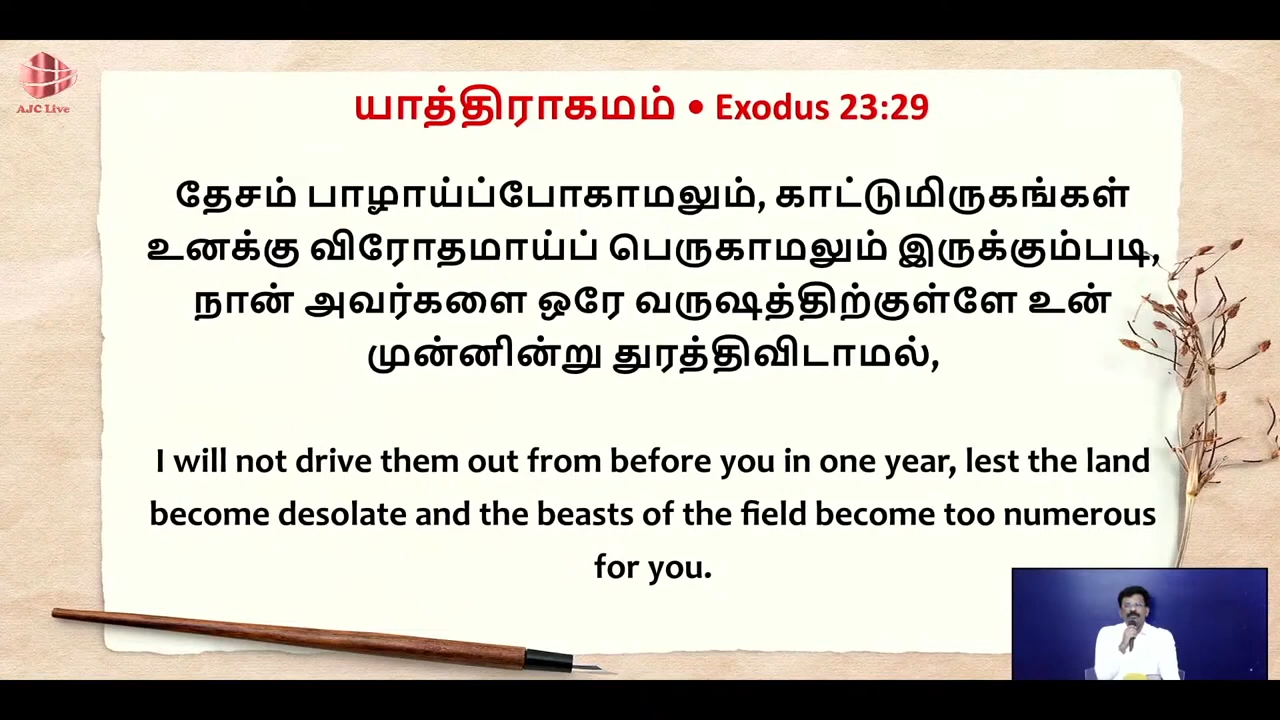 AJC Live
யாத்திராகமம் • Exodus 23:29
தேசம் பாழாய்ப்போகாமலும், காட்டுமிருகங்கள்
உனக்கு விரோதமாய்ப் பெருகாமலும் இருக்கும்படி,
நான் அவர்களை ஒரே வருஷத்திற்குள்ளே உன்
முன்னின்று துரத்திவிடாமல்,
I will not drive them out from before you in one year, lest the land
become desolate and the beasts of the field become too numerous
for you.